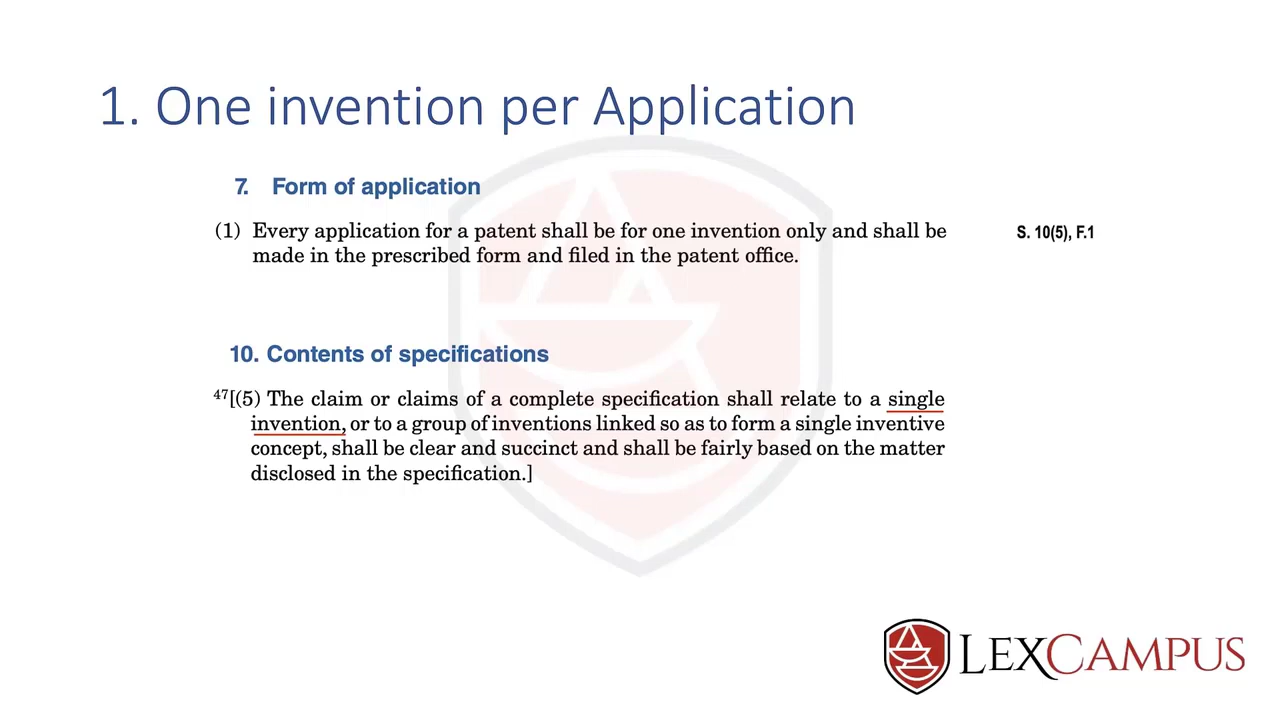 1. One invention per Application
7. Form of application
(1) Every application for a patent shall be for one invention only and shall be
made in the prescribed form and filed in the patent office.
S. 10(5), F.1
10. Contents of specifications
47[(5) The claim or claims of a complete specification shall relate to a single
invention, or to a group of inventions linked so as to form a single inventive
concept, shall be clear and succinct and shall be fairly based on the matter
disclosed in the specification.]
LEXCAMPUS